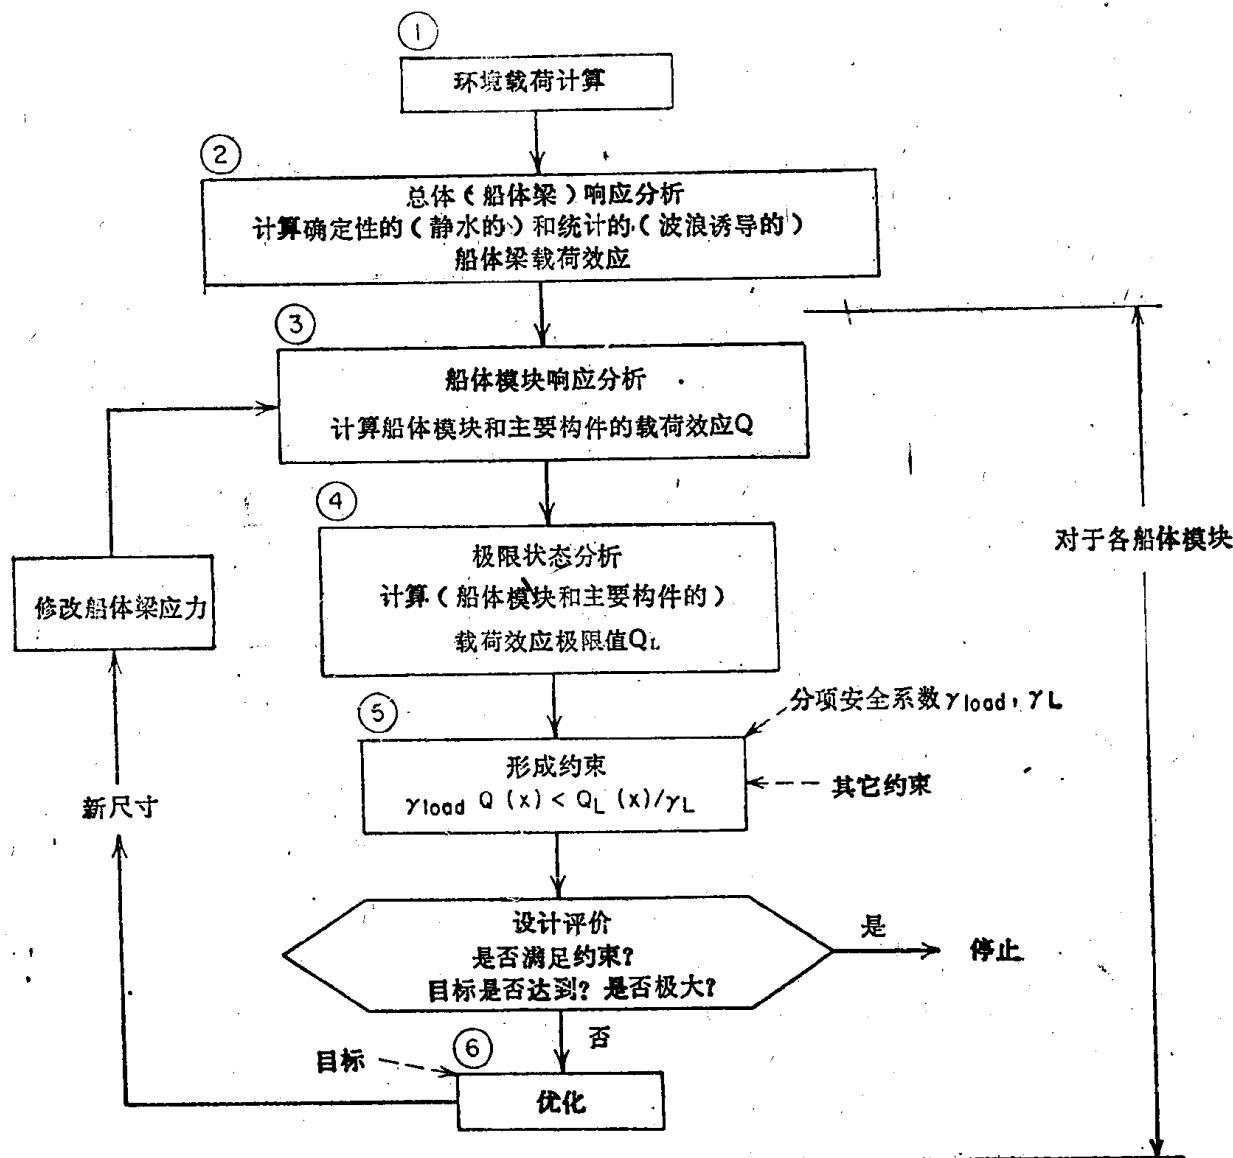 ①
环境载荷计算
②
总体（船体梁）响应分析
计算确定性的（静水的）和统计的（波浪诱导的）
船体梁载荷效应
③
船体模块响应分析
计算船体模块和主要构件的载荷效应Q
④
极限状态分析
计算（船体模块和主要构件的）
载荷效应极限值Q_L
对于各船体模块
修改船体梁应力
⑤
分项安全系数γ_load，γ_L
形成约束
γ_load Q (x) < Q_L (x)/γ_L
其它约束
新尺寸
设计评价
是否满足约束？
目标是否达到？是否极大？
是
停止
否
⑥
目标
优化